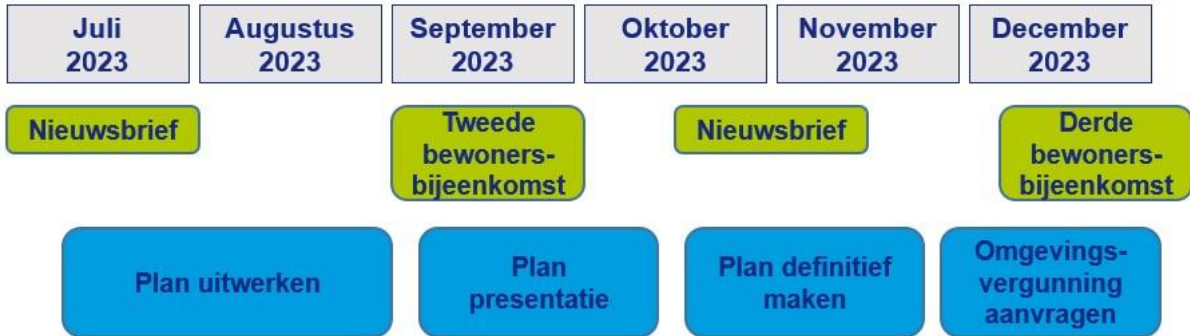 Juli
2023
Augustus
2023
September
2023
Oktober
2023
November
2023
December
2023
Nieuwsbrief
Tweede
bewoners-
bijeenkomst
Nieuwsbrief
Derde
bewoners-
bijeenkomst
Plan uitwerken
Plan
presentatie
Plan definitief
maken
Omgevings-
vergunning
aanvragen